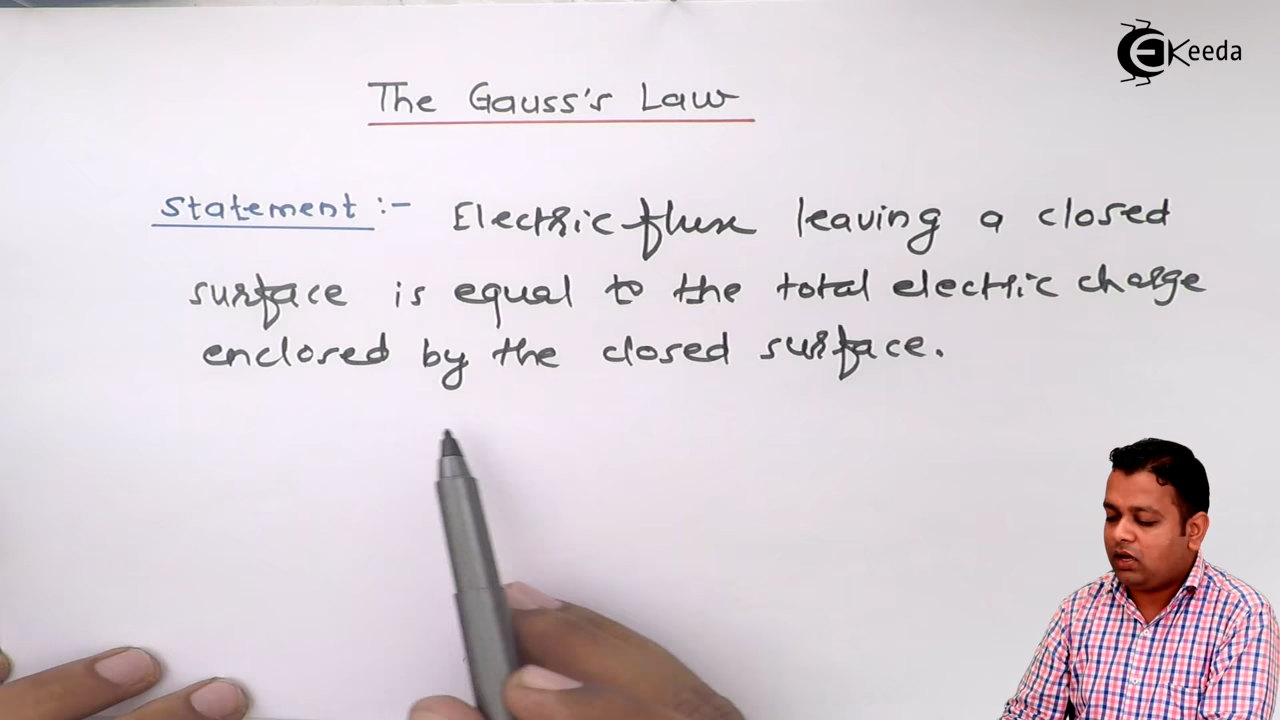 EKeeda
The Gauss's Law
Statement :- Electric flux leaving a closed
surface is equal to the total electric charge
enclosed by the closed surface.